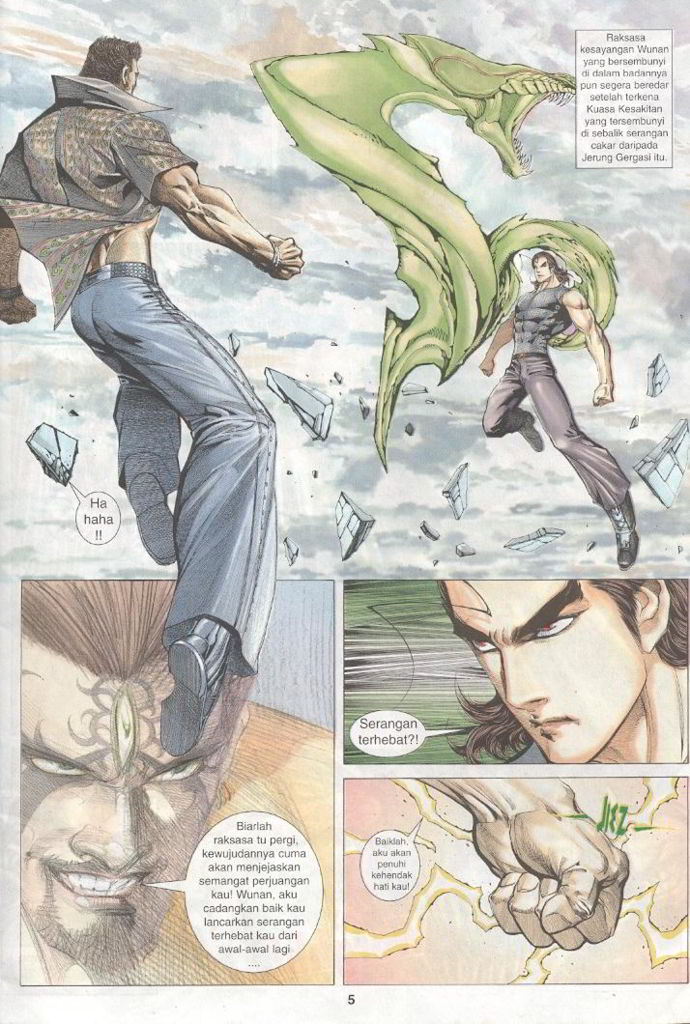 Raksasa
kesayangan Wunan
yang bersembunyi
di dalam badannya
pun segera beredar
setelah terkena
Kuasa Kesakitan
yang tersembunyi
di sebalik serangan
cakar daripada
Jerung Gergasi itu.
Ha
haha
!!
Serangan
terhebat?!
Biarlah
raksasa tu pergi,
kewujudannya cuma
akan menjejaskan
semangat perjuangan
kau! Wunan, aku
cadangkan baik kau
lancarkan serangan
terhebat kau dari
awal-awal lagi
....
Baiklah,
aku akan
penuhi
kehendak
hati kau!
5